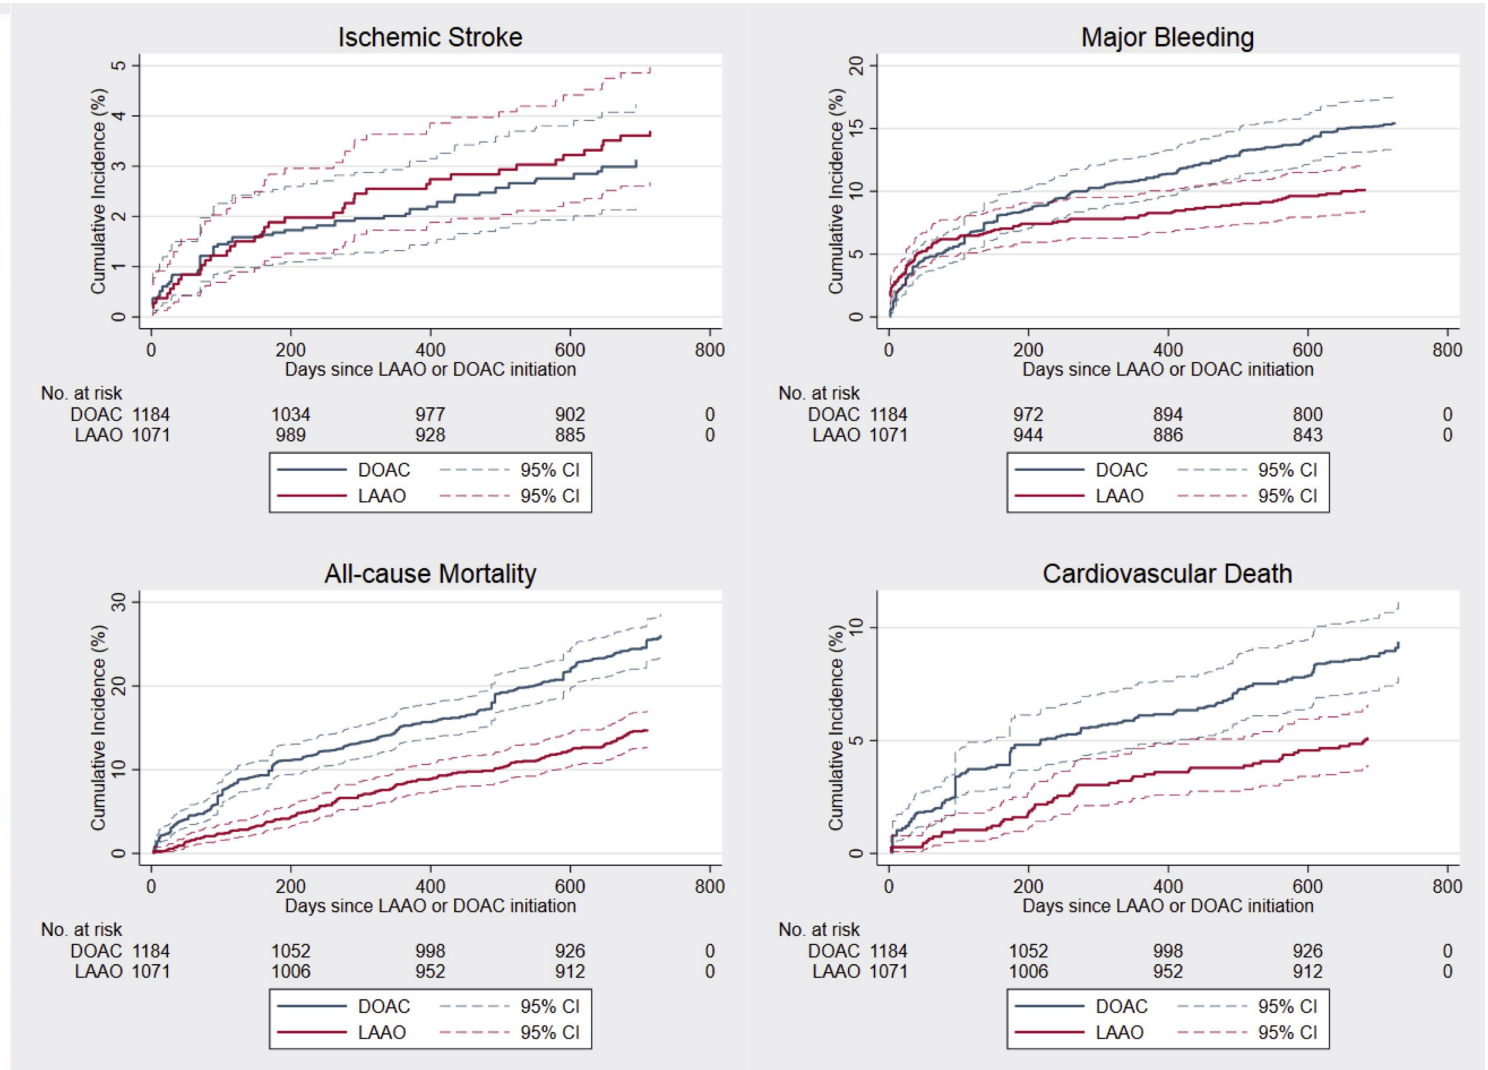 Ischemic Stroke
Cumulative Incidence (%)
5
4
3
2
1
0
0 200 400 600 800
Days since LAAO or DOAC initiation
No. at risk
DOAC 1184 1034 977 902 0
LAAO 1071 989 928 885 0
DOAC 95% CI
LAAO 95% CI
Major Bleeding
Cumulative Incidence (%)
20
15
10
5
0
0 200 400 600 800
Days since LAAO or DOAC initiation
No. at risk
DOAC 1184 972 894 800 0
LAAO 1071 944 886 843 0
DOAC 95% CI
LAAO 95% CI
All-cause Mortality
Cumulative Incidence (%)
30
20
10
0
0 200 400 600 800
Days since LAAO or DOAC initiation
No. at risk
DOAC 1184 1052 998 926 0
LAAO 1071 1006 952 912 0
DOAC 95% CI
LAAO 95% CI
Cardiovascular Death
Cumulative Incidence (%)
10
5
0
0 200 400 600 800
Days since LAAO or DOAC initiation
No. at risk
DOAC 1184 1052 998 926 0
LAAO 1071 1006 952 912 0
DOAC 95% CI
LAAO 95% CI